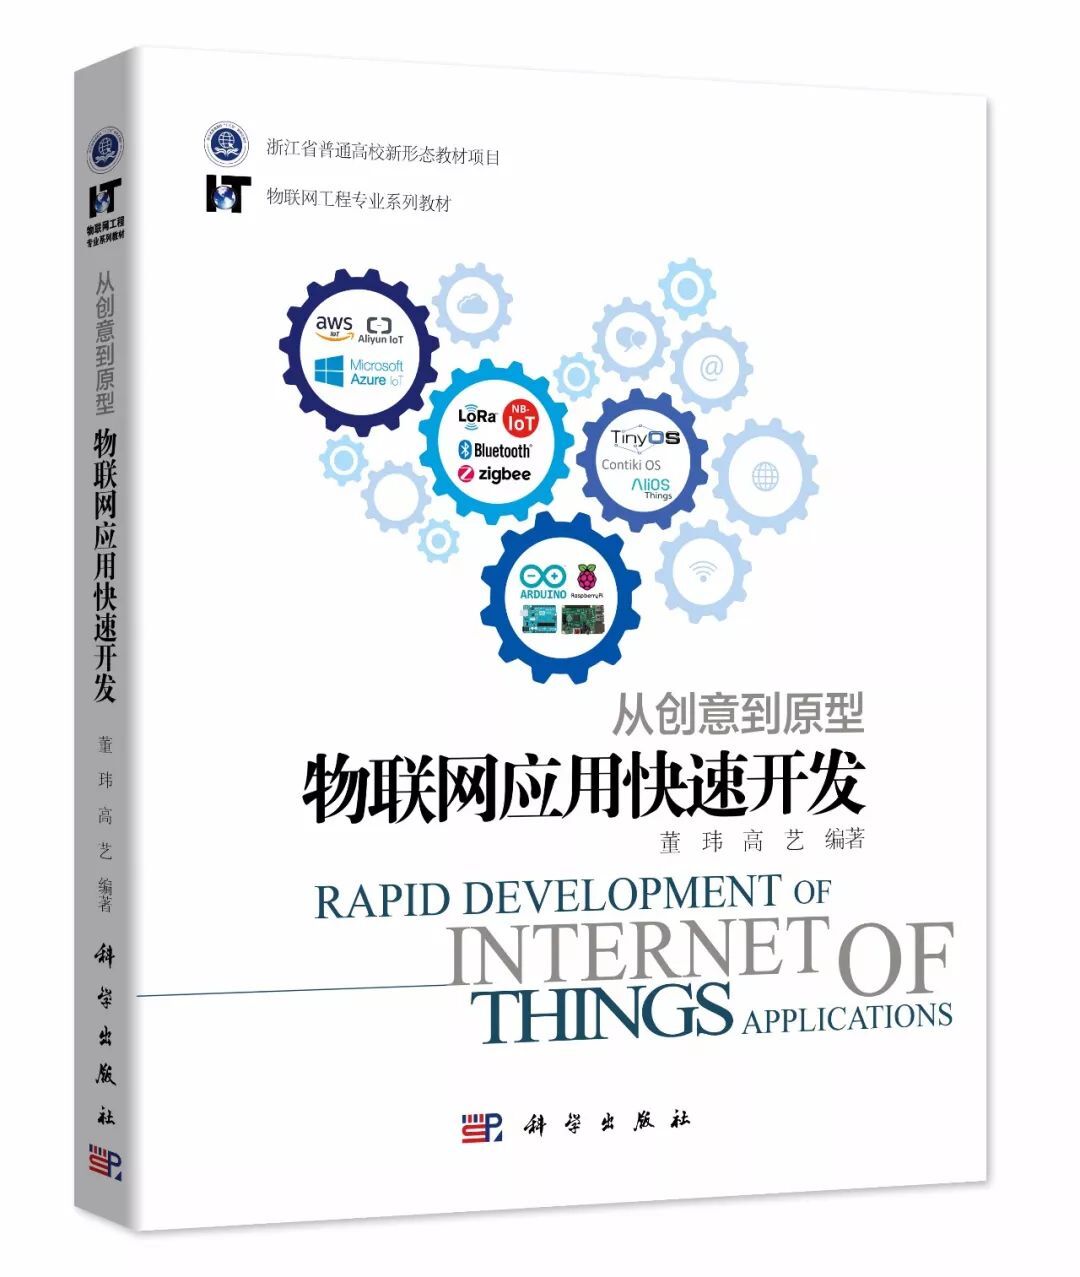 浙江省普通高校新形态教材项目
IT
物联网工程专业系列教材
aws
IoT
Aliyun IoT
Microsoft
Azure IoT
LoRa
NB-
IoT
Bluetooth
zigbee
TinyOS
Contiki OS
AliOS
Things
@
ARDUINO
RaspberryPi
从创意到原型
物联网应用快速开发
董 玮 高 艺 编著
RAPID DEVELOPMENT OF
INTERNET OF
THINGS APPLICATIONS
科学出版社
IT
物联网工程
专业系列教材
从创意到原型
物联网应用快速开发
董 玮 高 艺 编著
科学出版社